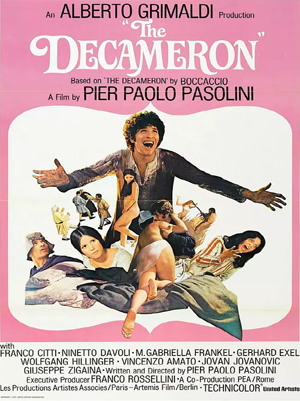 An ALBERTO GRIMALDI Production
"The
DECAMERON"
Based on 'THE DECAMERON' by BOCCACCIO
A Film by PIER PAOLO PASOLINI
with
FRANCO CITTI • NINETTO DAVOLI • M. GABRIELLA FRANKEL • GERHARD EXEL
WOLFGANG HILLINGER • VINCENZO AMATO • JOVAN JOVANOVIC
GIUSEPPE ZIGAINA • Written and Directed by PIER PAOLO PASOLINI
Executive Producer FRANCO ROSSELLINI • A Co-Production PEA/Rome
Les Productions Artistes Associes/Paris - Artemis Film/Berlin • TECHNICOLOR® United Artists